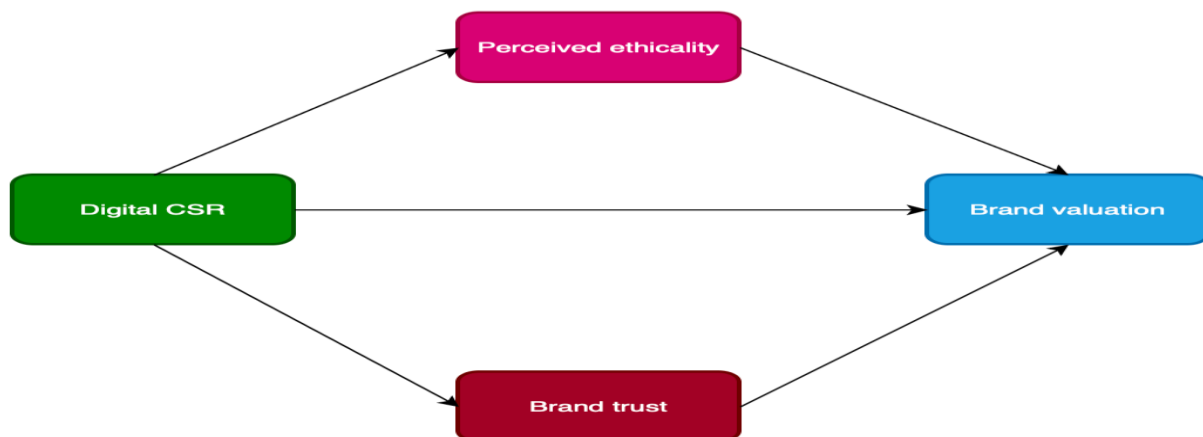 Perceived ethicality
Digital CSR
Brand valuation
Brand trust